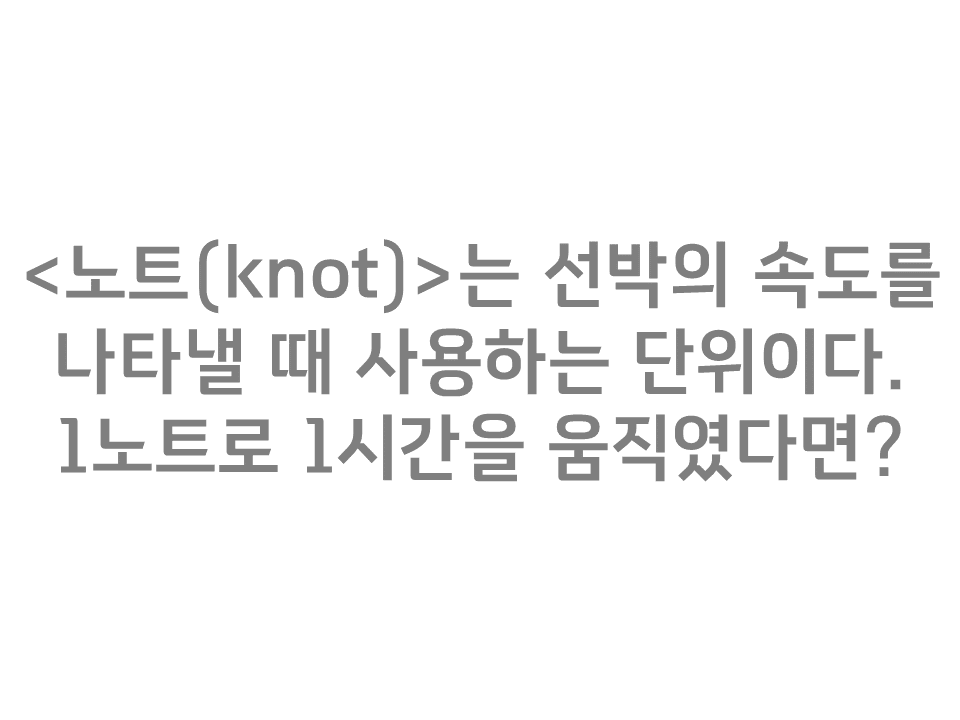 <노트(knot)>는 선박의 속도를
나타낼 때 사용하는 단위이다.
1노트로 1시간을 움직였다면?